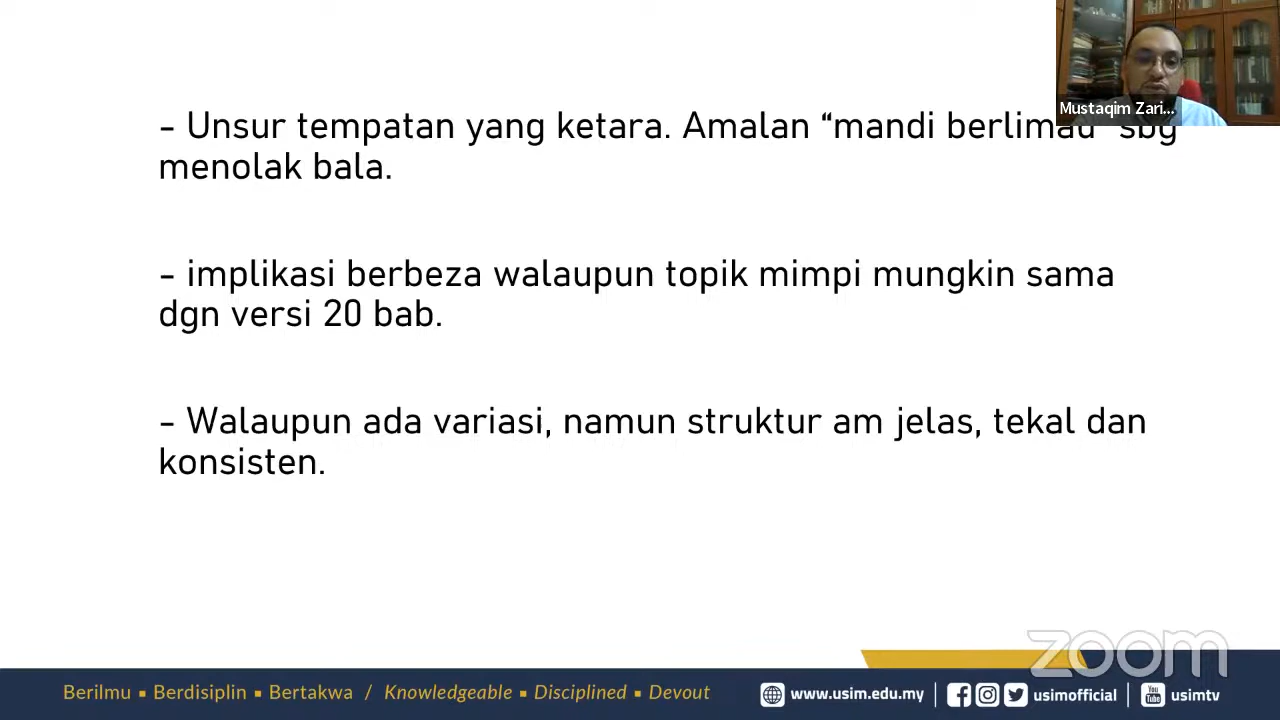 Mustaqim Zari...
- Unsur tempatan yang ketara. Amalan “mandi berlimau” sbg
menolak bala.
- implikasi berbeza walaupun topik mimpi mungkin sama
dgn versi 20 bab.
- Walaupun ada variasi, namun struktur am jelas, tekal dan
konsisten.
zoom
Berilmu ▪ Berdisiplin ▪ Bertakwa / Knowledgeable ▪ Disciplined ▪ Devout
www.usim.edu.my | usimofficial | You Tube usimtv